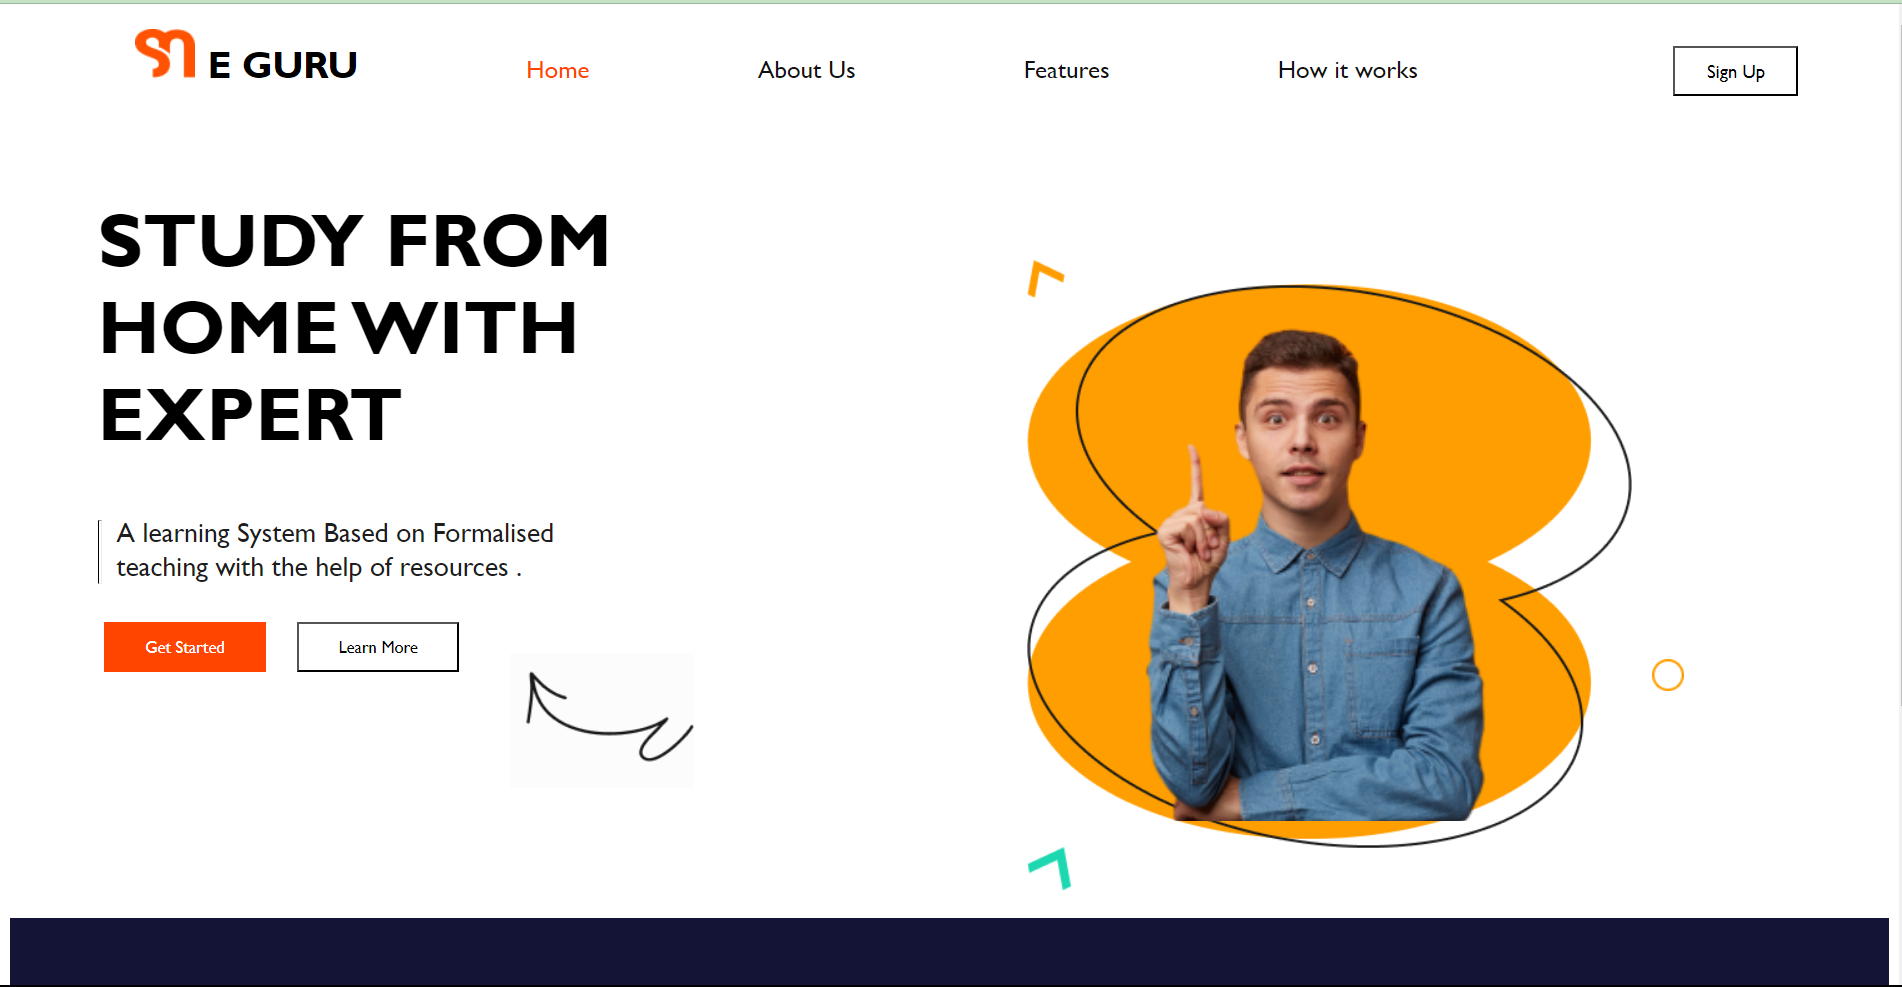 E GURU
Home
About Us
Features
How it works
Sign Up
STUDY FROM
HOME WITH
EXPERT
A learning System Based on Formalised
teaching with the help of resources .
Get Started
Learn More